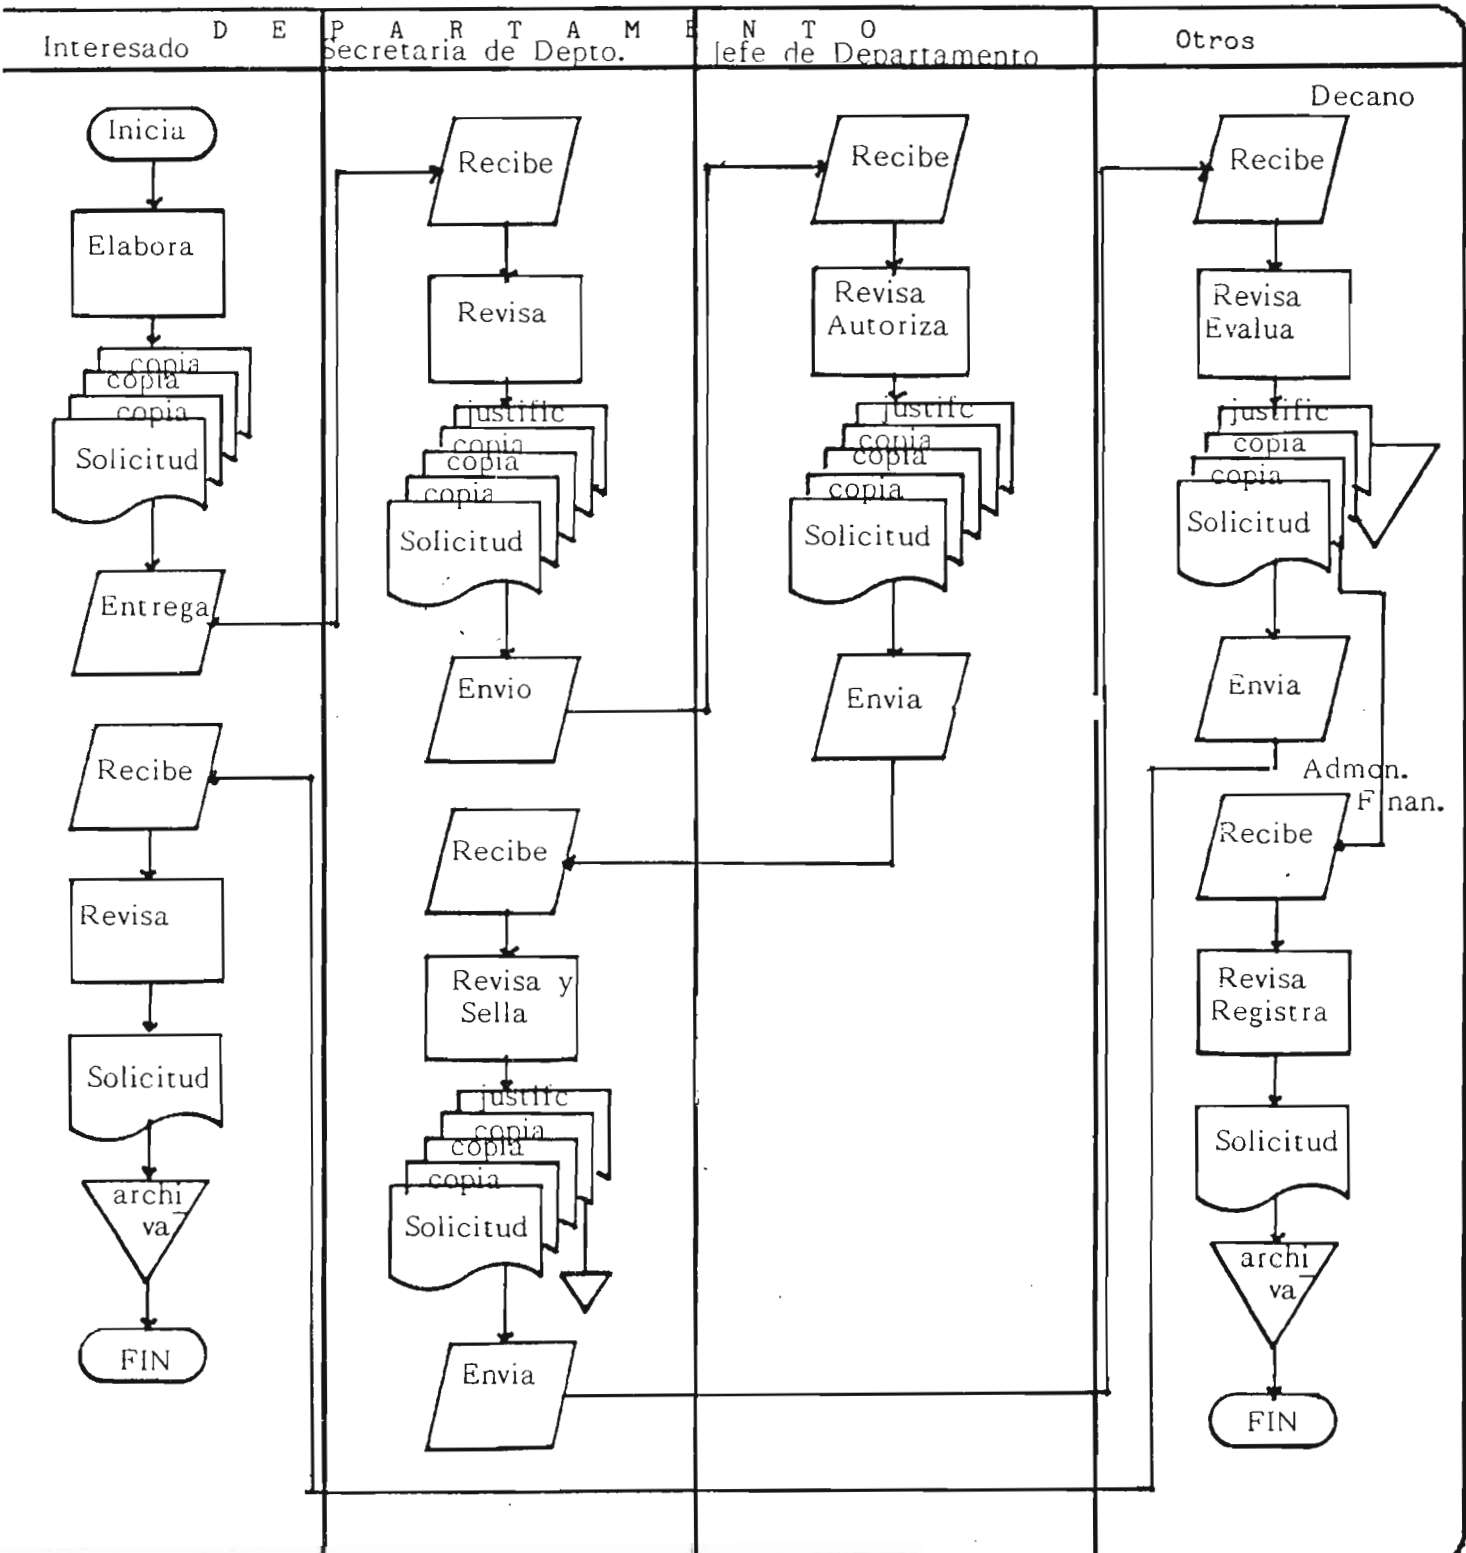 D E P A R T A M E N T O
Interesado
Secretaria de Depto.
Jefe de Departamento
Otros
Inicia
Elabora
copia
copia
copia
Solicitud
Entrega
Recibe
Revisa
Solicitud
archi
va
FIN
Recibe
Revisa
justific
copia
copia
copia
Solicitud
Envio
Recibe
Revisa y
Sella
justifc
copia
copia
copia
Solicitud
Envia
Recibe
Revisa
Autoriza
justifc
copia
copia
copia
Solicitud
Envia
Decano
Recibe
Revisa
Evalua
justific
copia
copia
Solicitud
Envia
Admon.
Finan.
Recibe
Revisa
Registra
Solicitud
archi
va
FIN